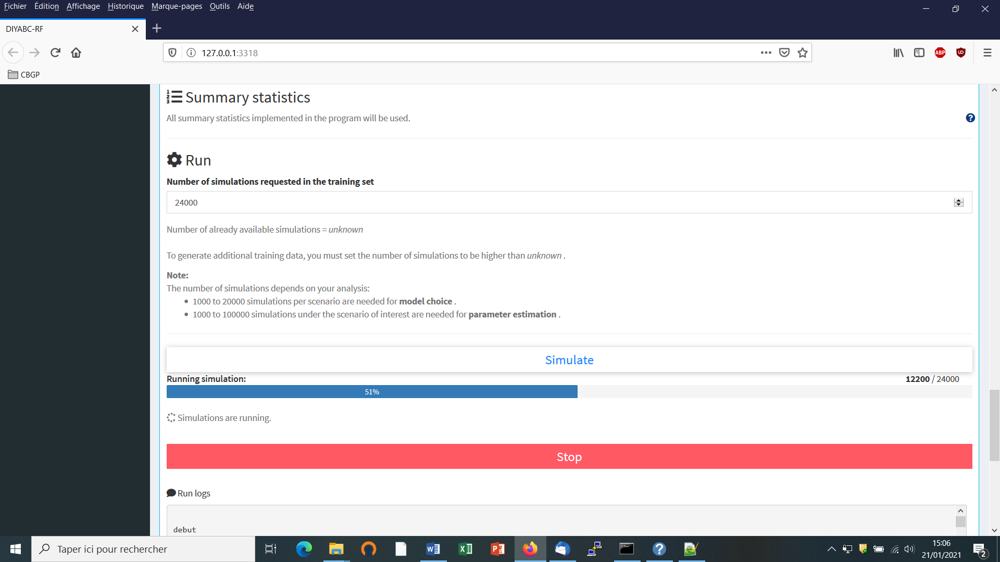 Fichier Édition Affichage Historique Marque-pages Outils Aide
DIYABC-RF
127.0.0.1:3318
ABP
CBGP
Summary statistics
All summary statistics implemented in the program will be used.
Run
Number of simulations requested in the training set
24000
Number of already available simulations = unknown
To generate additional training data, you must set the number of simulations to be higher than unknown .
Note:
The number of simulations depends on your analysis:
1000 to 20000 simulations per scenario are needed for model choice .
1000 to 100000 simulations under the scenario of interest are needed for parameter estimation .
Simulate
Running simulation: 12200 / 24000
51%
Simulations are running.
Stop
Run logs
debut
Taper ici pour rechercher
15:06
21/01/2021
2